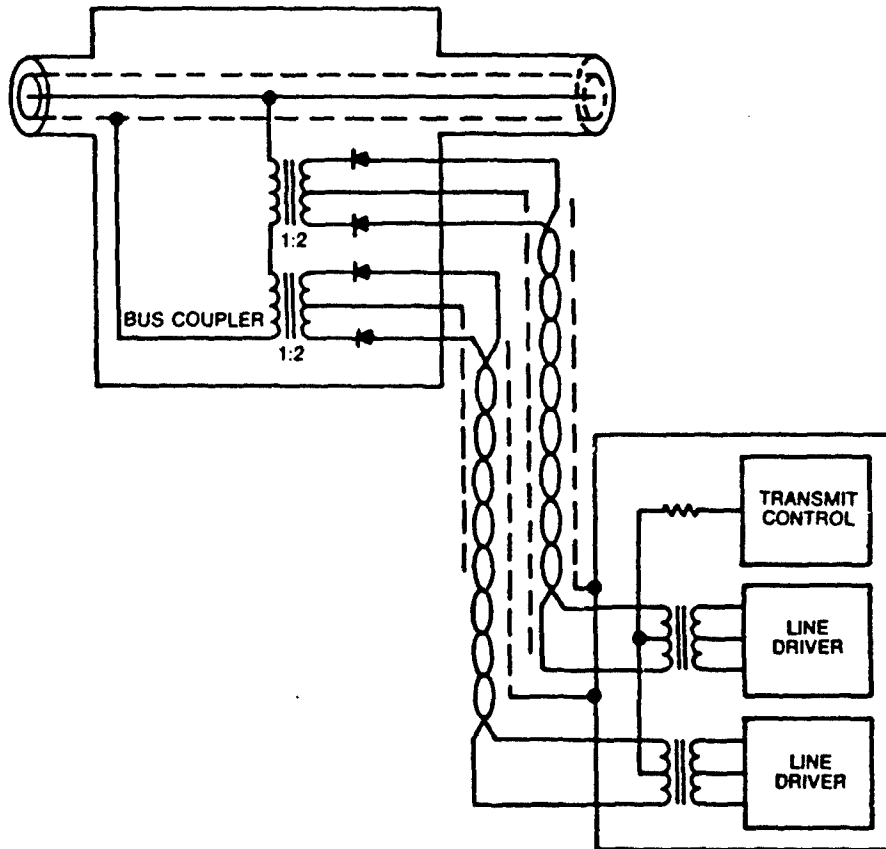 1:2
BUS COUPLER
1:2
TRANSMIT
CONTROL
LINE
DRIVER
LINE
DRIVER